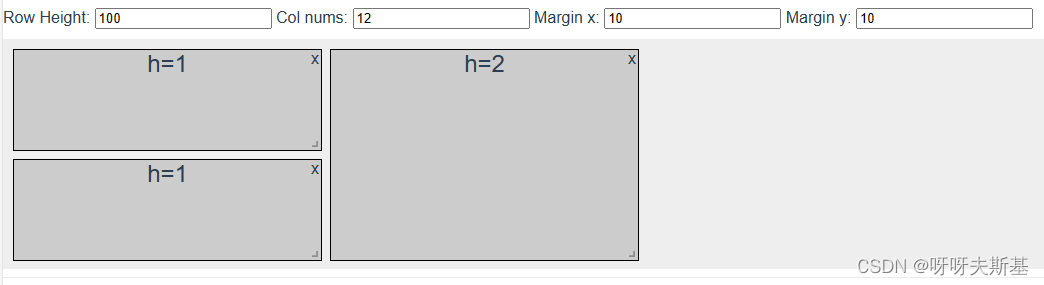 Row Height: 100 Col nums: 12 Margin x: 10 Margin y: 10
h=1 x
h=2 x
h=1 x
CSDN @呀呀夫斯基